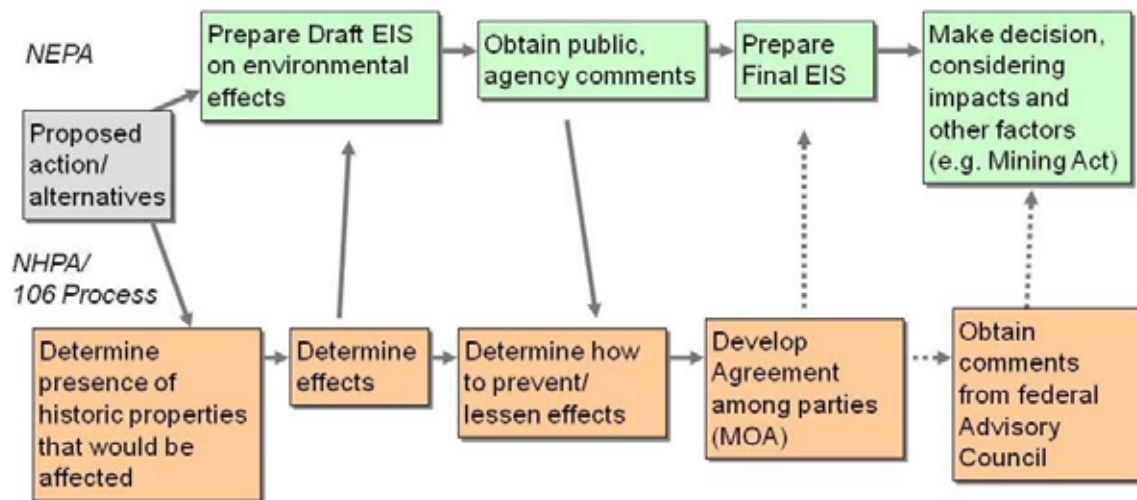 NEPA
Prepare Draft EIS
on environmental
effects
Obtain public,
agency comments
Prepare
Final EIS
Make decision,
considering
impacts and
other factors
(e.g. Mining Act)
Proposed
action/
alternatives
NHPA/
106 Process
Determine
presence of
historic properties
that would be
affected
Determine
effects
Determine how
to prevent/
lessen effects
Develop
Agreement
among parties
(MOA)
Obtain
comments
from federal
Advisory
Council